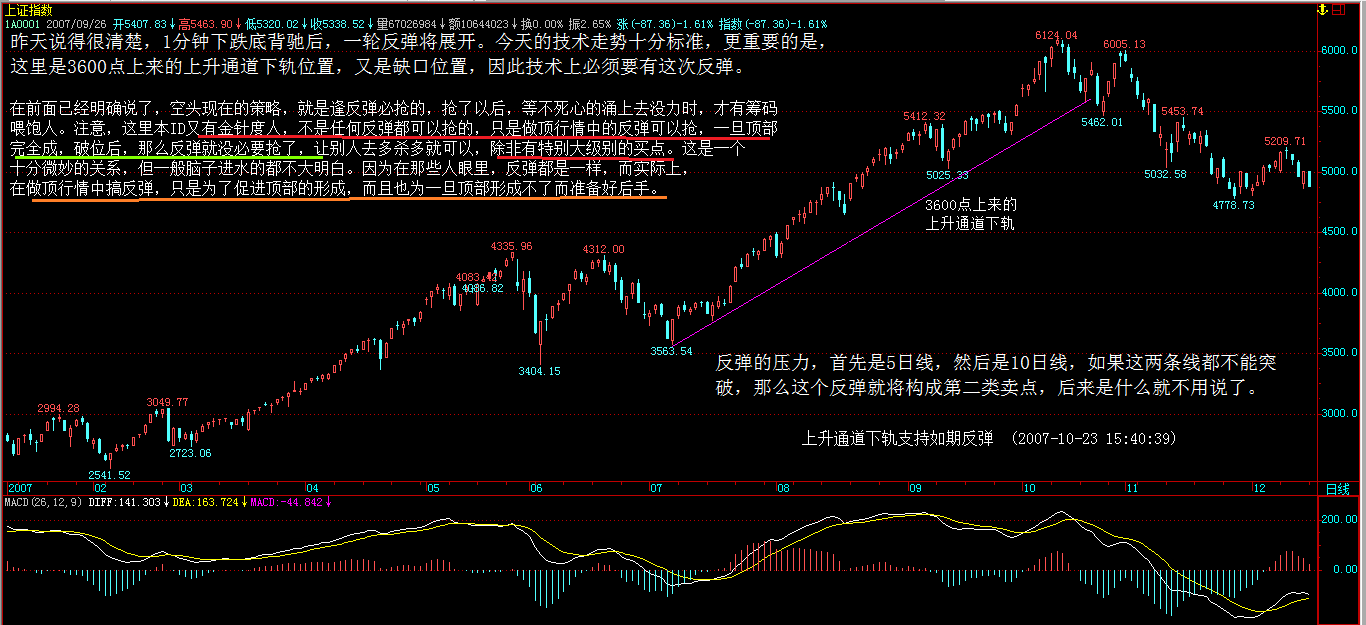 上证指数
1A0001 2007/09/26 开5407.83↓高5463.90↓低5320.02↓收5338.52↓量67026984↓额10644023↓换0.00% 振2.65% 涨(-87.36)-1.61% 指数(-87.36)-1.61%
昨天说得很清楚，1分钟下跌底背驰后，一轮反弹将展开。今天的技术走势十分标准，更重要的是，
这里是3600点上来的上升通道下轨位置，又是缺口位置，因此技术上必须要有这次反弹。
在前面已经明确说了，空头现在的策略，就是逢反弹必抢的，抢了以后，等不死心的涌上去没力时，才有筹码
喂饱人。注意，这里本ID又有金针度人，不是任何反弹都可以抢的，只是做顶行情中的反弹可以抢，一旦顶部
完全成，破位后，那么反弹就没必要抢了，让别人去多杀多就可以，除非有特别大级别的买点。这是一个
十分微妙的关系，但一般脑子进水的都不大明白。因为在那些人眼里，反弹都是一样，而实际上，
在做顶行情中搞反弹，只是为了促进顶部的形成，而且也为一旦顶部形成不了而准备好后手。
6124.04
6005.13
6000.0
5500.0
5462.01
5453.74
5412.32
5209.71
5025.33
5032.58
5000.0
4778.73
3600点上来的
上升通道下轨
4500.0
4335.96
4312.00
4083.42
4086.82
4000.0
3563.54
3500.0
3404.15
反弹的压力，首先是5日线，然后是10日线，如果这两条线都不能突
破，那么这个反弹就将构成第二类卖点，后来是什么就不用说了。
2994.28
3049.77
3000.0
2723.06
2541.52
上升通道下轨支持如期反弹 (2007-10-23 15:40:39)
2007 02 03 04 05 06 07 08 09 10 11 12 日线
MACD(26,12,9) DIFF:141.303↓DEA:163.724↓MACD:-44.842↓
200.00
0.00